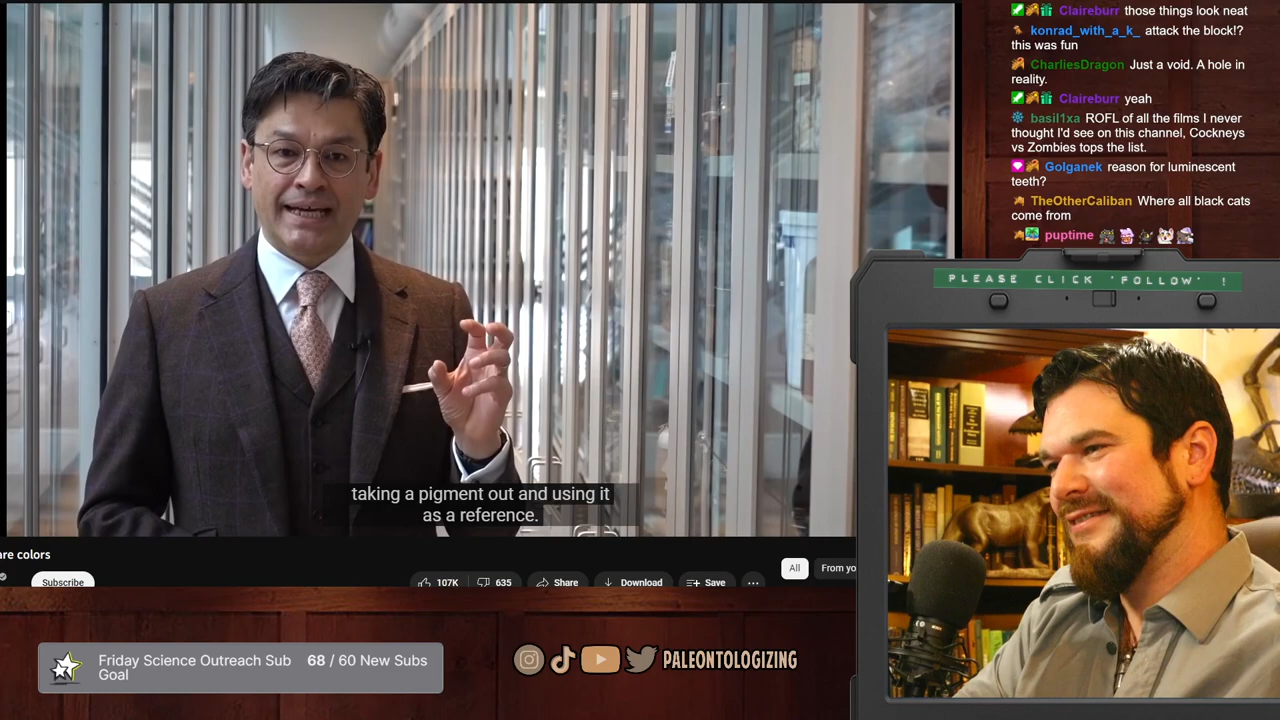 Claireburr those things look neat
konrad_with_a_k_ attack the block!?
this was fun
CharliesDragon Just a void. A hole in
reality.
Claireburr yeah
basil1xa ROFL of all the films I never
thought I'd see on this channel, Cockneys
vs Zombies tops the list.
Golganek reason for luminescent
teeth?
TheOtherCaliban Where all black cats
come from
puptime
PLEASE CLICK 'FOLLOW' !
taking a pigment out and using it
as a reference.
are colors
Subscribe
107K
635
Share
Download
Save
...
All
From yo
Friday Science Outreach Sub
Goal
68 / 60 New Subs
PALEONTOLOGIZING